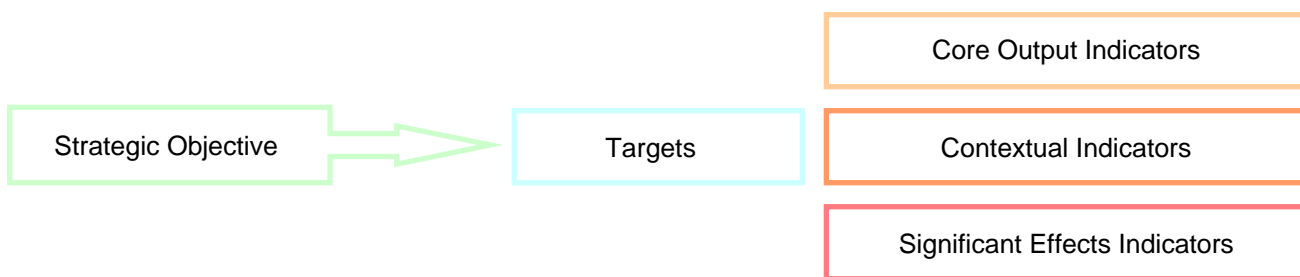 Strategic Objective
Targets
Core Output Indicators
Contextual Indicators
Significant Effects Indicators